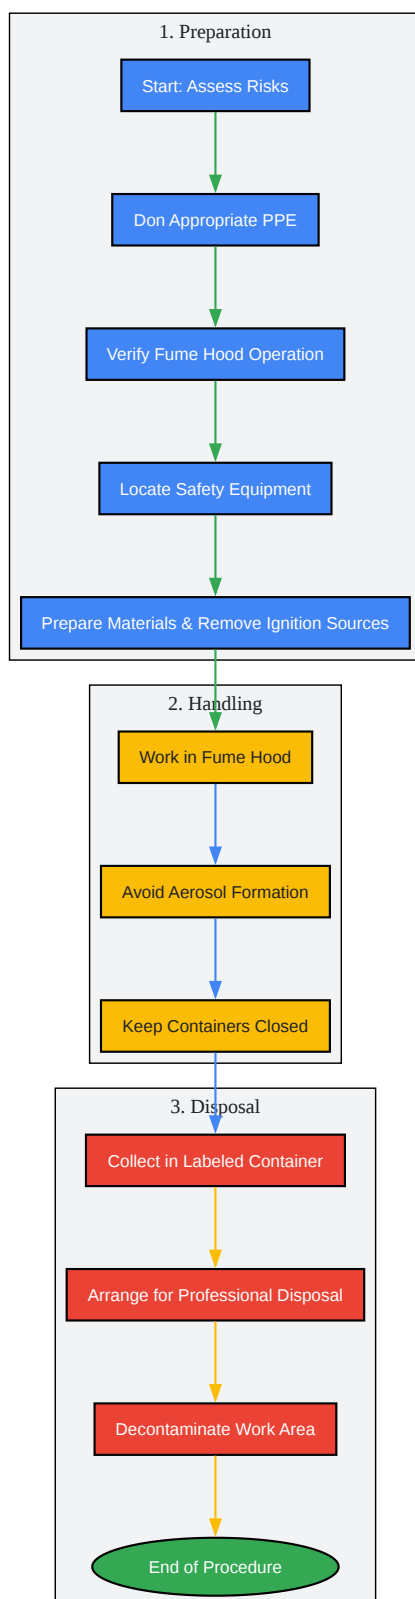 1. Preparation
Start: Assess Risks
Don Appropriate PPE
Verify Fume Hood Operation
Locate Safety Equipment
Prepare Materials & Remove Ignition Sources
2. Handling
Work in Fume Hood
Avoid Aerosol Formation
Keep Containers Closed
3. Disposal
Collect in Labeled Container
Arrange for Professional Disposal
Decontaminate Work Area
End of Procedure